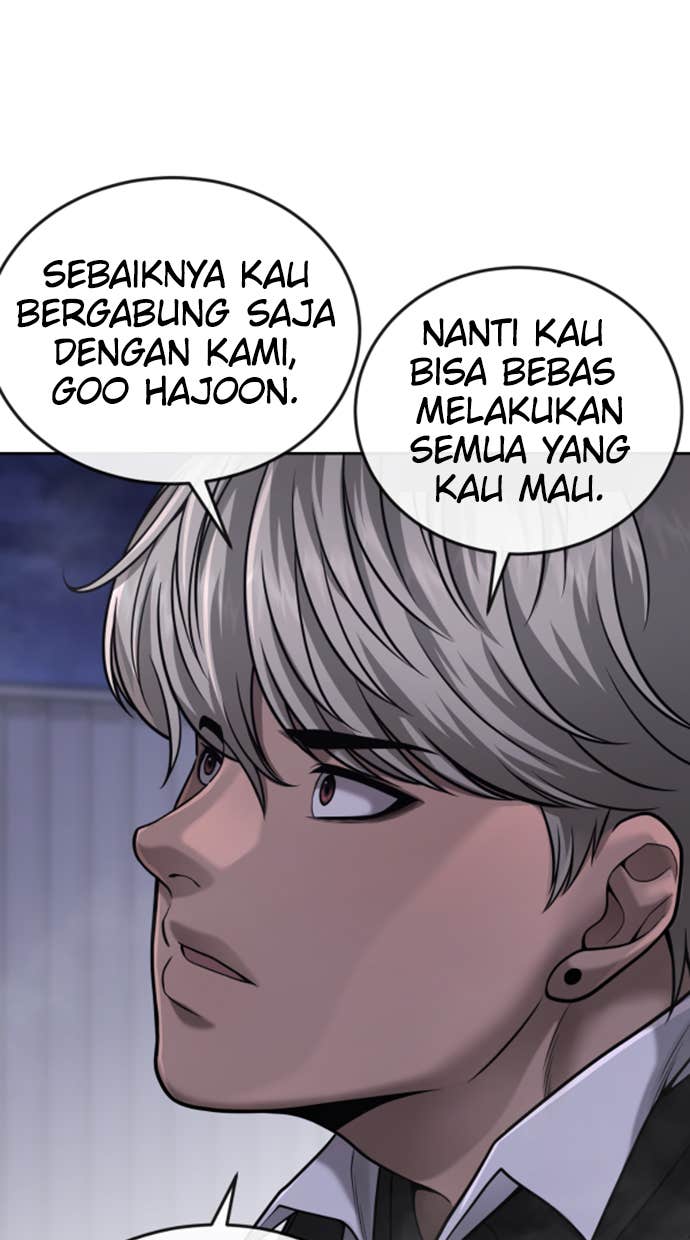 SEBAIKNYA KAU
BERGABUNG SAJA
DENGAN KAMI,
GOO HAJOON.
NANTI KAU
BISA BEBAS
MELAKUKAN
SEMUA YANG
KAU MAU.